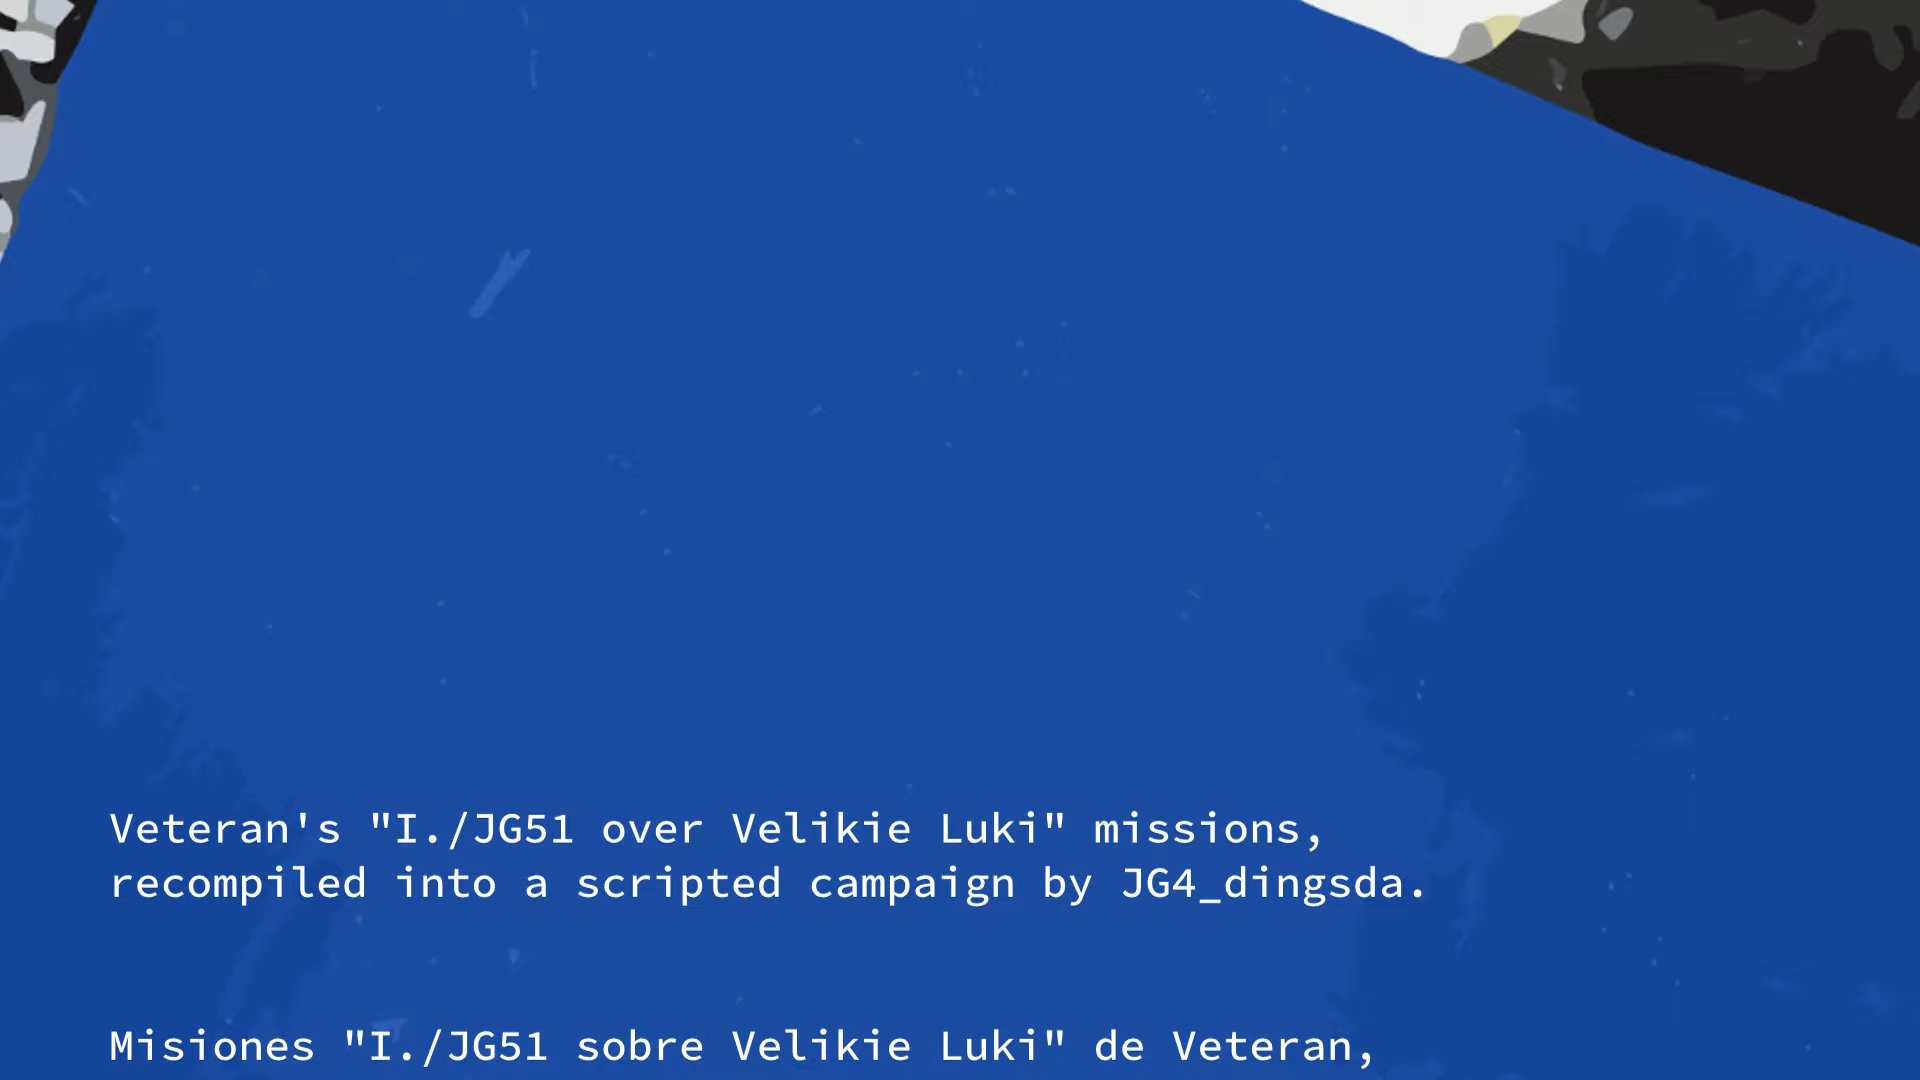 Veteran's "I./JG51 over Velikie Luki" missions,
recompiled into a scripted campaign by JG4_dingsda.
Misiones "I./JG51 sobre Velikie Luki" de Veteran,